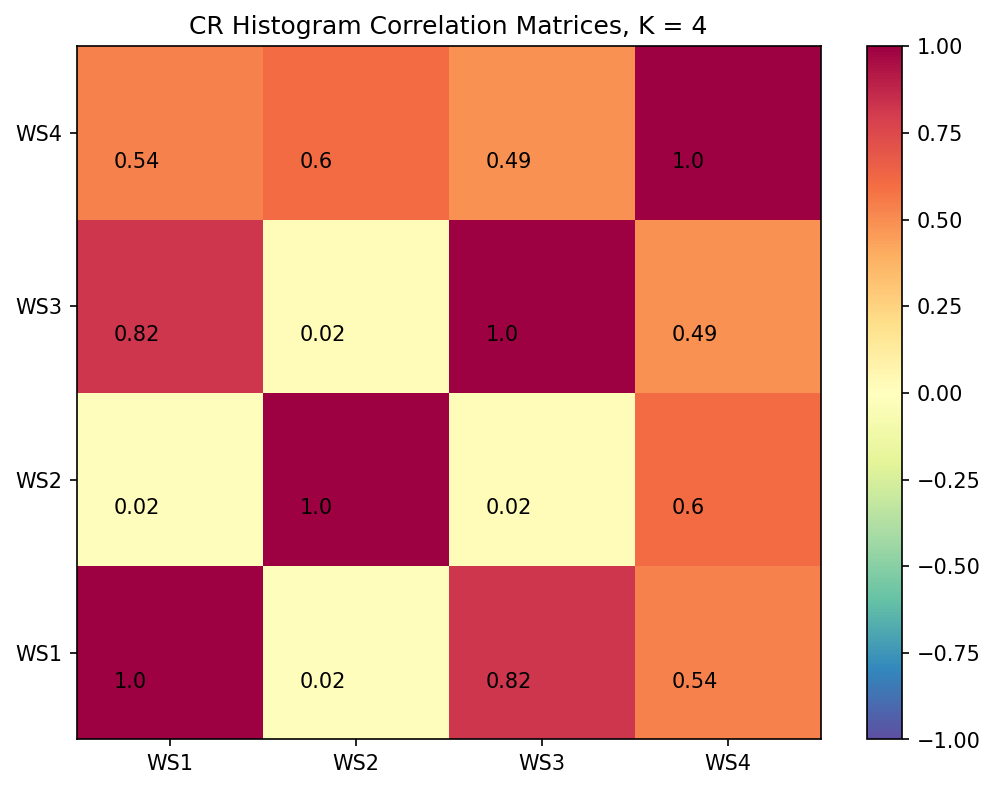 CR Histogram Correlation Matrices, K = 4
WS4 0.54 0.6 0.49 1.0
WS3 0.82 0.02 1.0 0.49
WS2 0.02 1.0 0.02 0.6
WS1 1.0 0.02 0.82 0.54
WS1 WS2 WS3 WS4
1.00
0.75
0.50
0.25
0.00
−0.25
−0.50
−0.75
−1.00